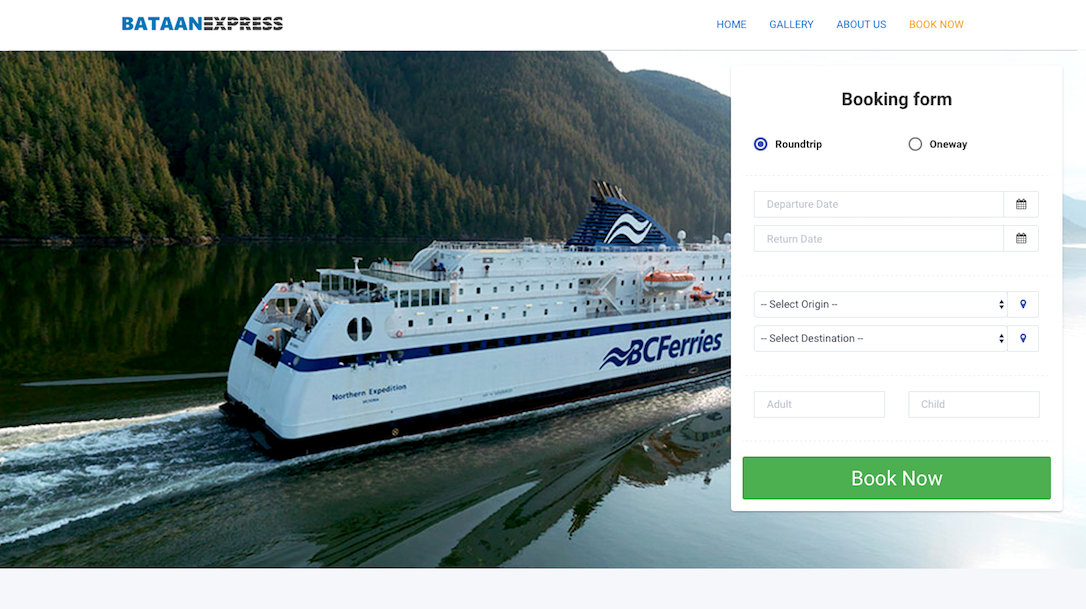 BATAANEXPRESS
HOME GALLERY ABOUT US BOOK NOW
Booking form
Roundtrip Oneway
Departure Date
Return Date
-- Select Origin --
-- Select Destination --
Adult Child
Book Now
BCFerries
Northern Expedition
VICTORIA